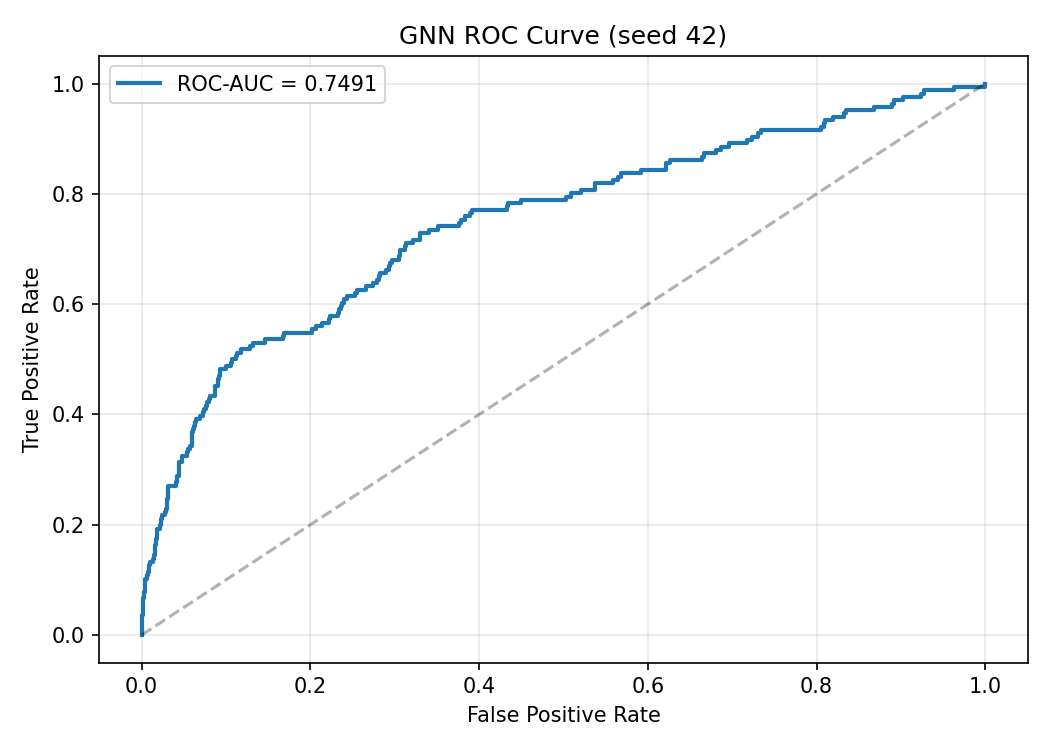 GNN ROC Curve (seed 42)
ROC-AUC = 0.7491
True Positive Rate
1.0
0.8
0.6
0.4
0.2
0.0
0.0 0.2 0.4 0.6 0.8 1.0
False Positive Rate